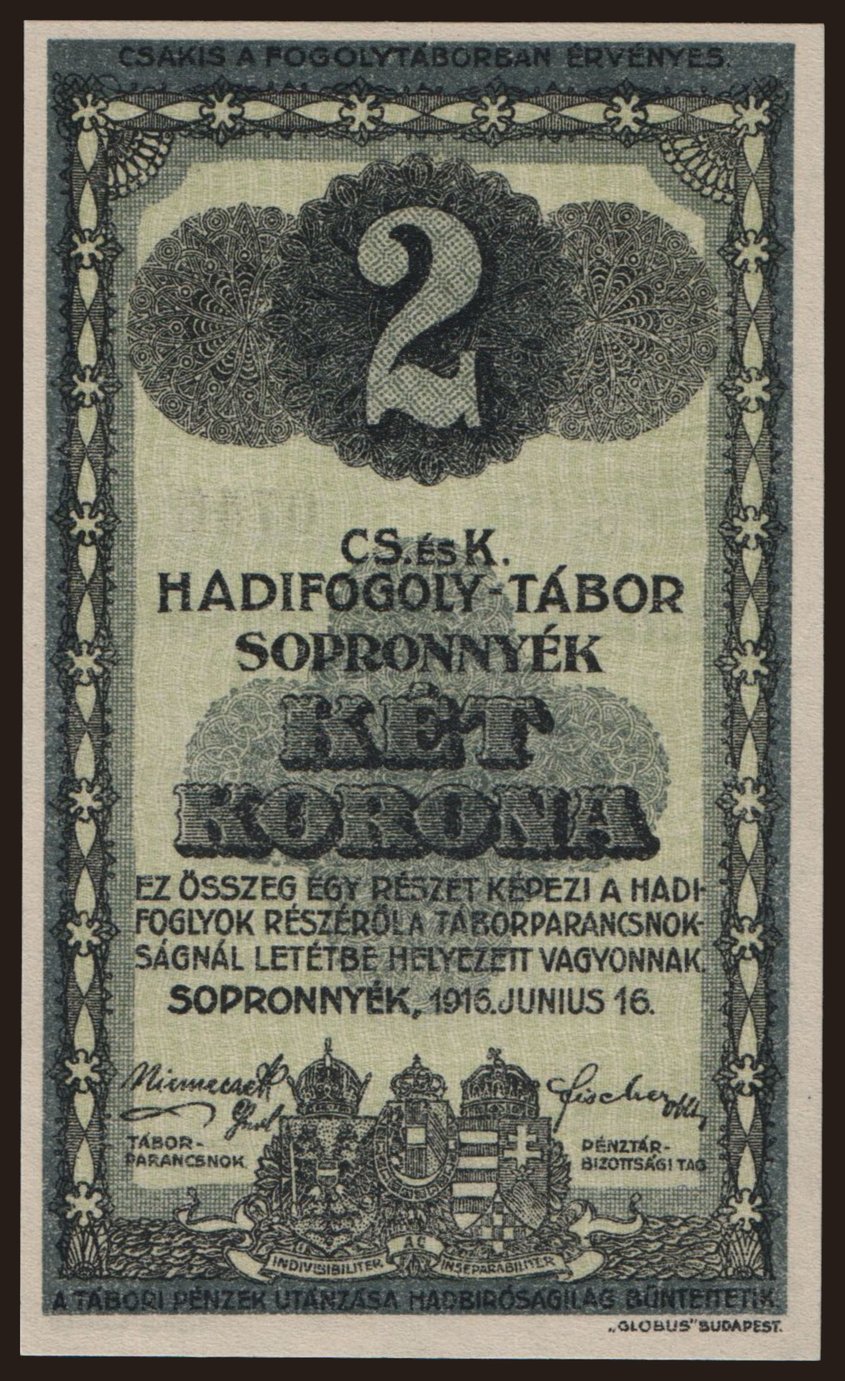 CSAKIS A FOGOLYTÁBORBAN ÉRVÉNYES.
2
CS. ÉS K.
HADIFOGOLY-TÁBOR
SOPRONNYÉK
KÉT
KORONA
EZ ÖSSZEG EGY RÉSZÉT KÉPEZI A HADI-
FOGLYOK RÉSZÉRŐL A TÁBORPARANCSNOK-
SÁGNÁL LETÉTBE HELYEZETT VAGYONNAK.
SOPRONNYÉK, 1916. JUNIUS 16.
Fischer
TÁBOR-
PARANCSNOK
PÉNZTÁR-
BIZOTTSÁGI TAG
INDIVISIBILITER AC INSEPARABILITER
A TÁBORI PÉNZEK UTÁNZÁSA HADBIRÓSÁGILAG BÜNTETTETIK.
„GLOBUS" BUDAPEST.